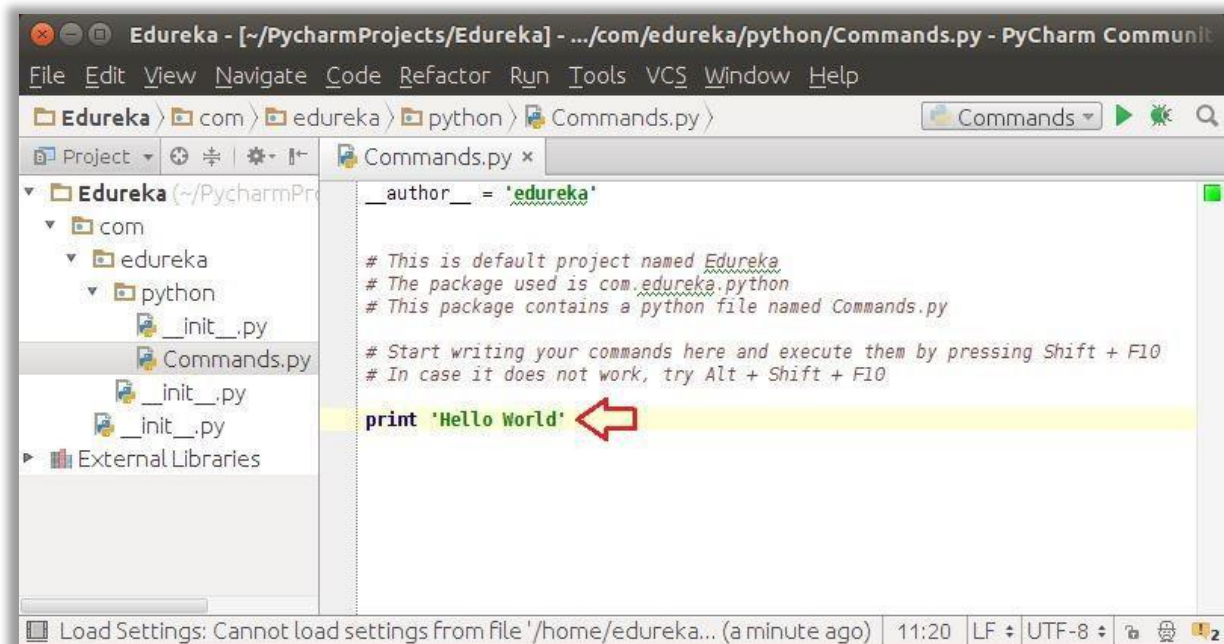 Edureka - [~/PycharmProjects/Edureka] - .../com/edureka/python/Commands.py - PyCharm Communit
File Edit View Navigate Code Refactor Run Tools VCS Window Help
Edureka com edureka python Commands.py Commands
Project Commands.py
Edureka (~/PycharmPro
com
edureka
python
__init__.py
Commands.py
__init__.py
__init__.py
External Libraries
__author__ = 'edureka'
# This is default project named Edureka
# The package used is com.edureka.python
# This package contains a python file named Commands.py
# Start writing your commands here and execute them by pressing Shift + F10
# In case it does not work, try Alt + Shift + F10
print 'Hello World'
Load Settings: Cannot load settings from file '/home/edureka... (a minute ago) 11:20 LF UTF-8